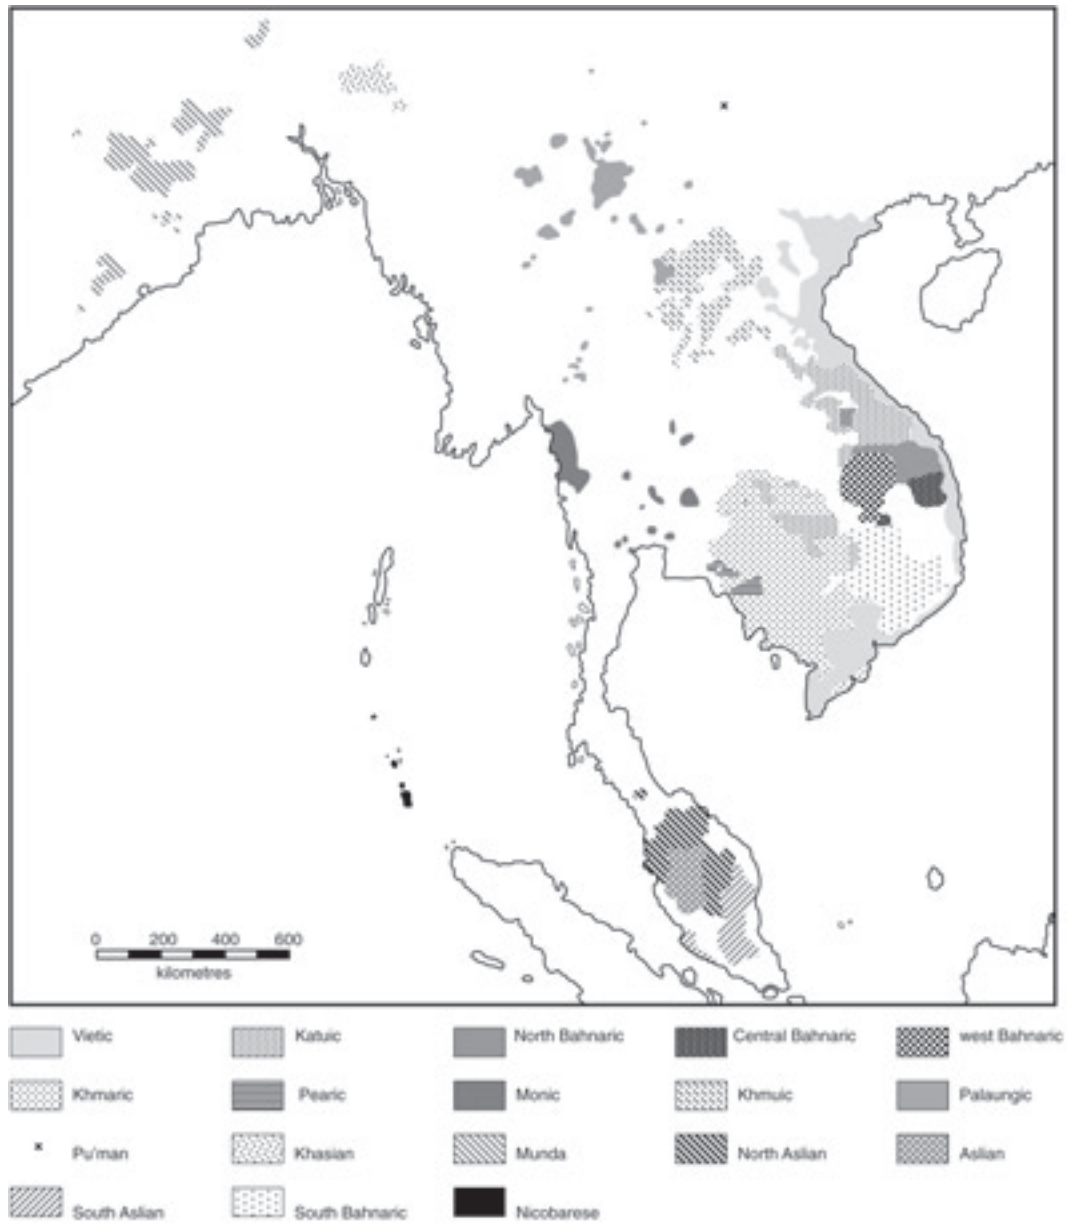 0 200 400 600
kilometres
Vietic Katuic North Bahnaric Central Bahnaric west Bahnaric
Khmaric Pearic Monic Khmuic Palaungic
Pu'man Khasian Munda North Aslian Aslian
South Aslian South Bahnaric Nicobarese